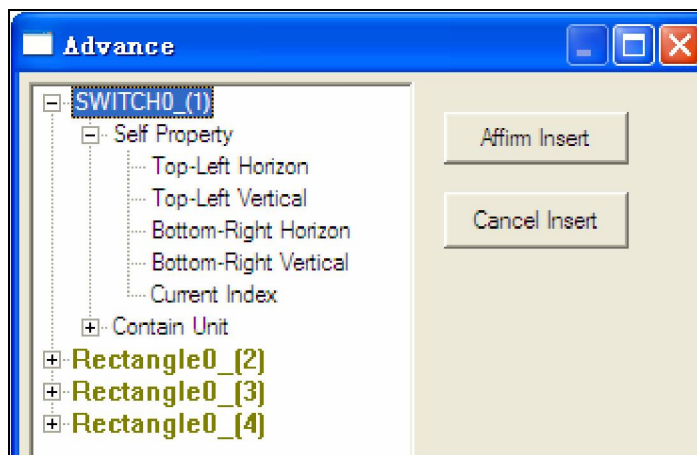 Advance
SWITCH0_(1)
Self Property
Top-Left Horizon
Top-Left Vertical
Bottom-Right Horizon
Bottom-Right Vertical
Current Index
Contain Unit
Rectangle0_(2)
Rectangle0_(3)
Rectangle0_(4)
Affirm Insert
Cancel Insert